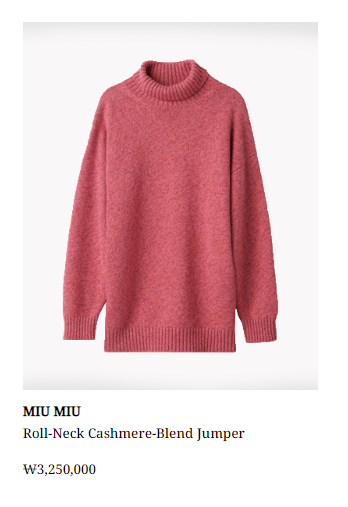 MIU MIU
Roll-Neck Cashmere-Blend Jumper
₩3,250,000